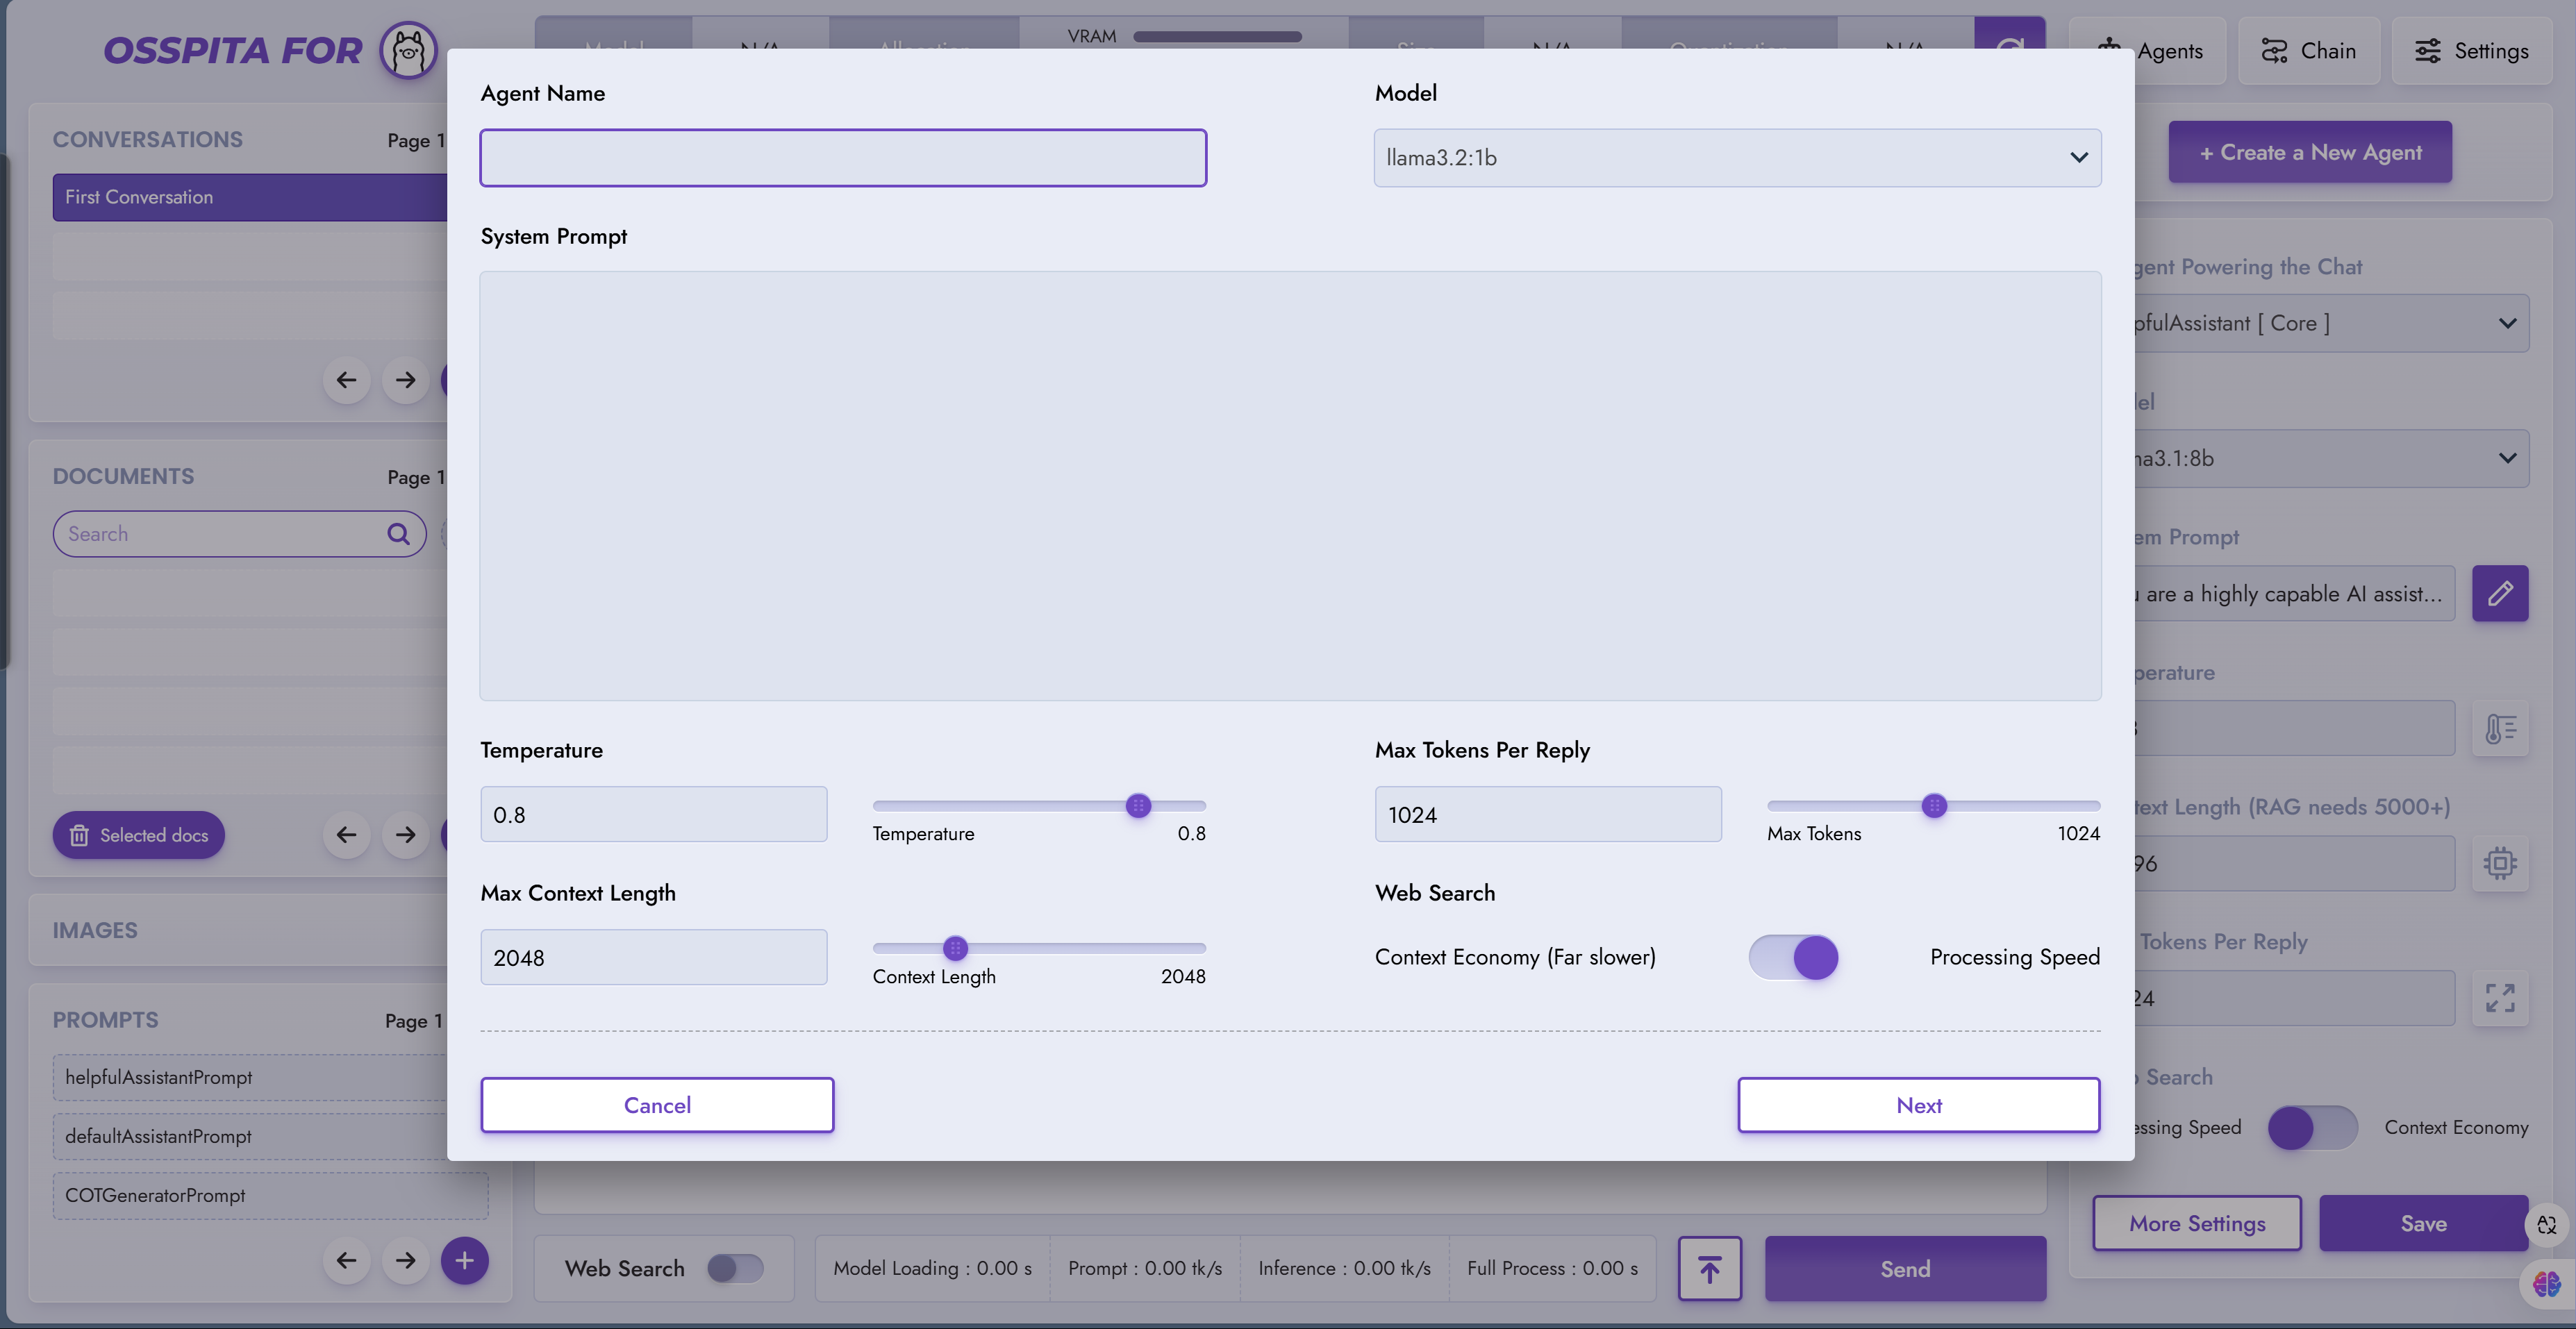 OSSPITA FOR
VRAM
Agents
Chain
Settings
CONVERSATIONS
Page 1
First Conversation
DOCUMENTS
Page 1
Search
Selected docs
IMAGES
PROMPTS
Page 1
helpfulAssistantPrompt
defaultAssistantPrompt
COTGeneratorPrompt
Agent Name
Model
llama3.2:1b
System Prompt
Temperature
0.8
Temperature 0.8
Max Tokens Per Reply
1024
Max Tokens 1024
Max Context Length
2048
Context Length 2048
Web Search
Context Economy (Far slower)
Processing Speed
Cancel
Next
Web Search
Model Loading : 0.00 s
Prompt : 0.00 tk/s
Inference : 0.00 tk/s
Full Process : 0.00 s
Send
+ Create a New Agent
gent Powering the Chat
pfulAssistant [ Core ]
el
na3.1:8b
em Prompt
u are a highly capable AI assist...
perature
text Length (RAG needs 5000+)
96
Tokens Per Reply
24
Search
essing Speed
Context Economy
More Settings
Save